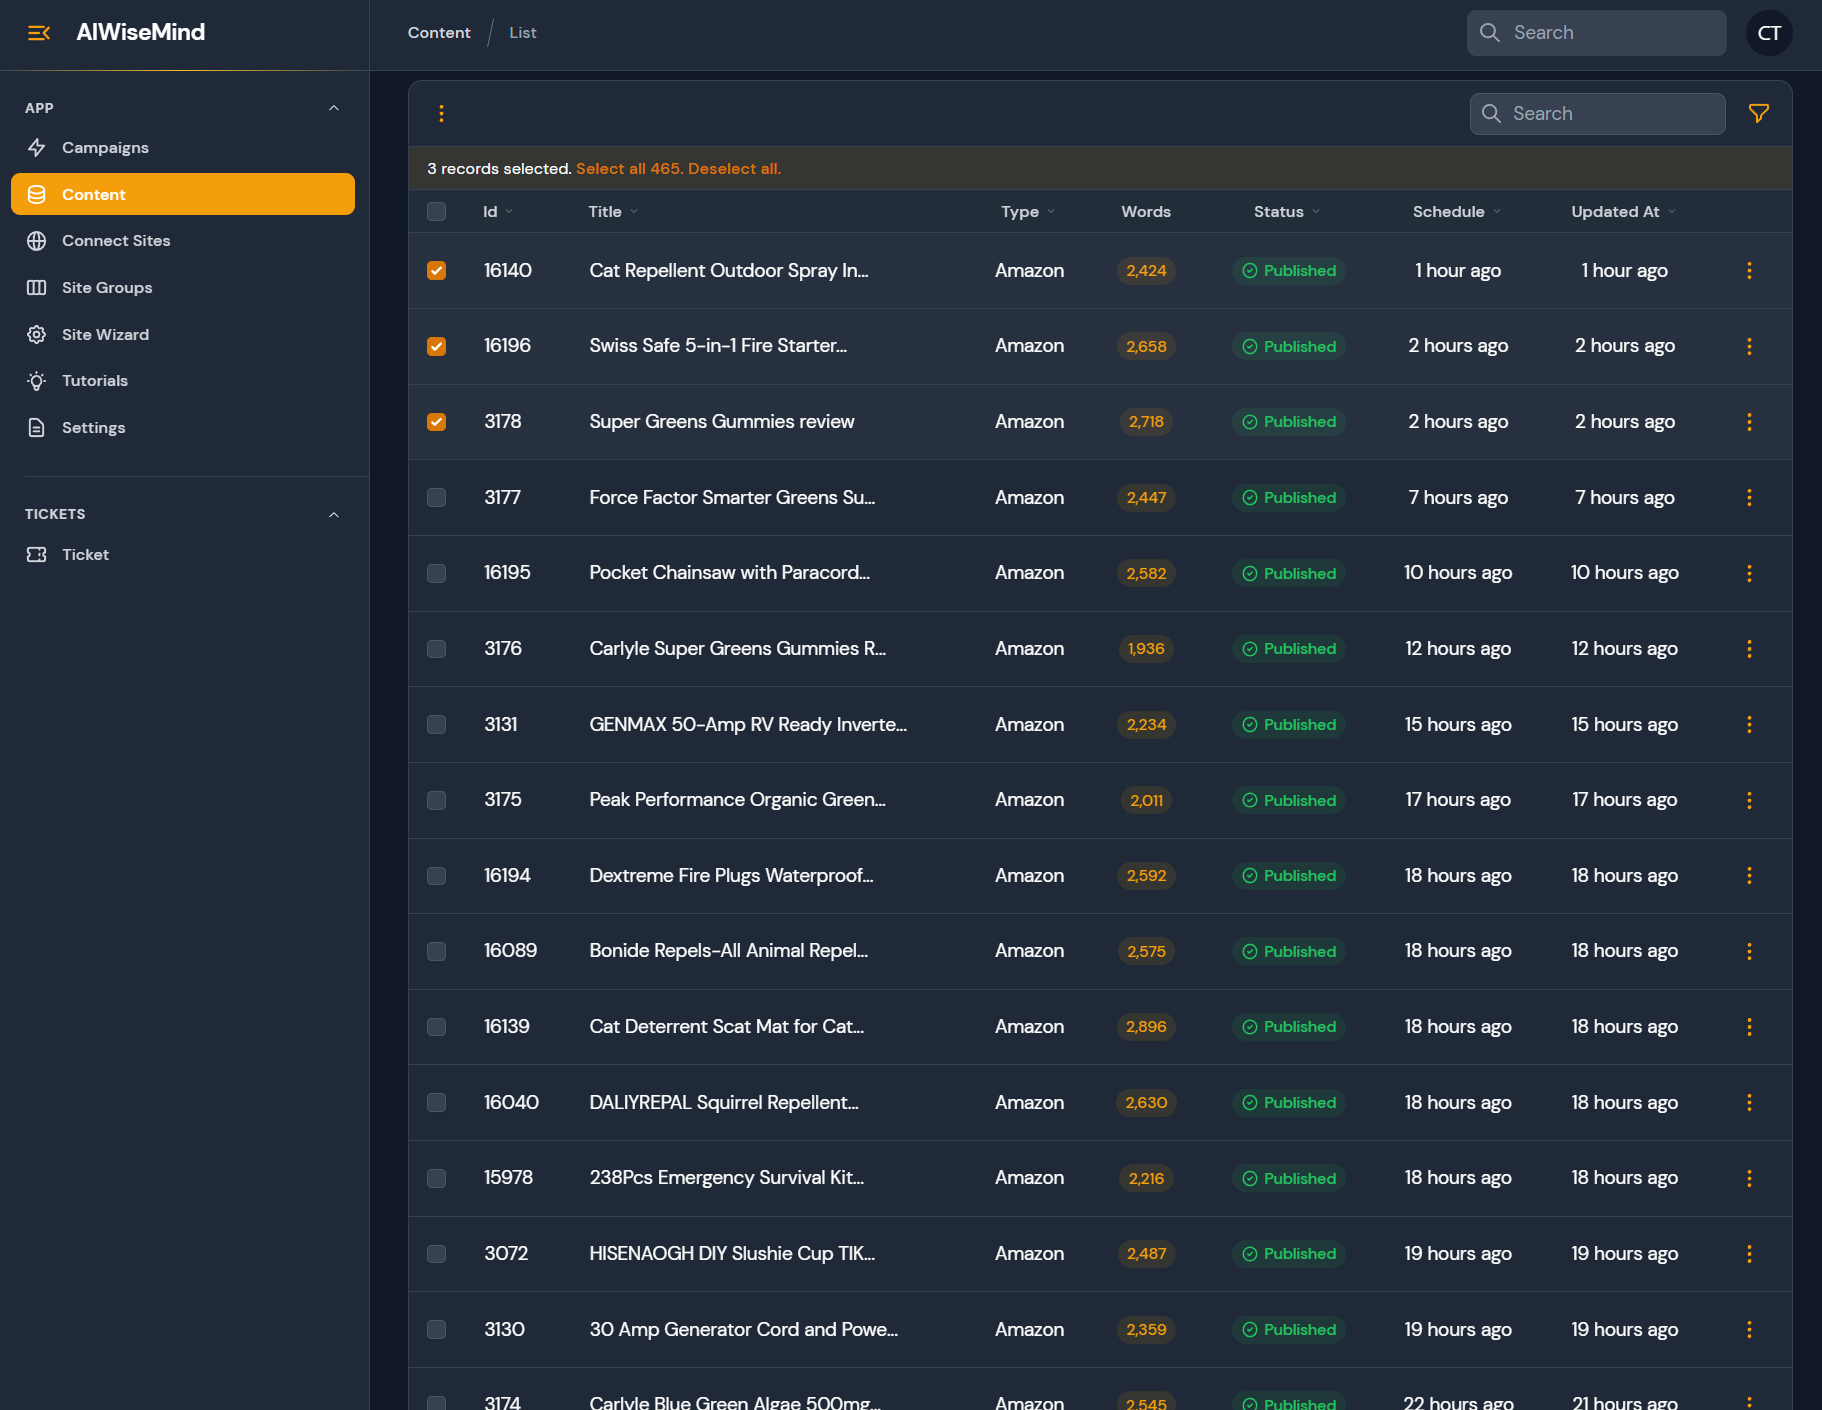 AIWiseMind
Content / List
Search
CT
APP
Campaigns
Content
Connect Sites
Site Groups
Site Wizard
Tutorials
Settings
TICKETS
Ticket
Search
3 records selected. Select all 465. Deselect all.
Id Title Type Words Status Schedule Updated At
16140 Cat Repellent Outdoor Spray In... Amazon 2,424 Published 1 hour ago 1 hour ago
16196 Swiss Safe 5-in-1 Fire Starter... Amazon 2,658 Published 2 hours ago 2 hours ago
3178 Super Greens Gummies review Amazon 2,718 Published 2 hours ago 2 hours ago
3177 Force Factor Smarter Greens Su... Amazon 2,447 Published 7 hours ago 7 hours ago
16195 Pocket Chainsaw with Paracord... Amazon 2,582 Published 10 hours ago 10 hours ago
3176 Carlyle Super Greens Gummies R... Amazon 1,936 Published 12 hours ago 12 hours ago
3131 GENMAX 50-Amp RV Ready Inverte... Amazon 2,234 Published 15 hours ago 15 hours ago
3175 Peak Performance Organic Green... Amazon 2,011 Published 17 hours ago 17 hours ago
16194 Dextreme Fire Plugs Waterproof... Amazon 2,592 Published 18 hours ago 18 hours ago
16089 Bonide Repels-All Animal Repel... Amazon 2,575 Published 18 hours ago 18 hours ago
16139 Cat Deterrent Scat Mat for Cat... Amazon 2,896 Published 18 hours ago 18 hours ago
16040 DALIYREPAL Squirrel Repellent... Amazon 2,630 Published 18 hours ago 18 hours ago
15978 238Pcs Emergency Survival Kit... Amazon 2,216 Published 18 hours ago 18 hours ago
3072 HISENAOGH DIY Slushie Cup TIK... Amazon 2,487 Published 19 hours ago 19 hours ago
3130 30 Amp Generator Cord and Powe... Amazon 2,359 Published 19 hours ago 19 hours ago
3174 Carlyle Blue Green Algae 500mg... Amazon 2,545 Published 22 hours ago 21 hours ago